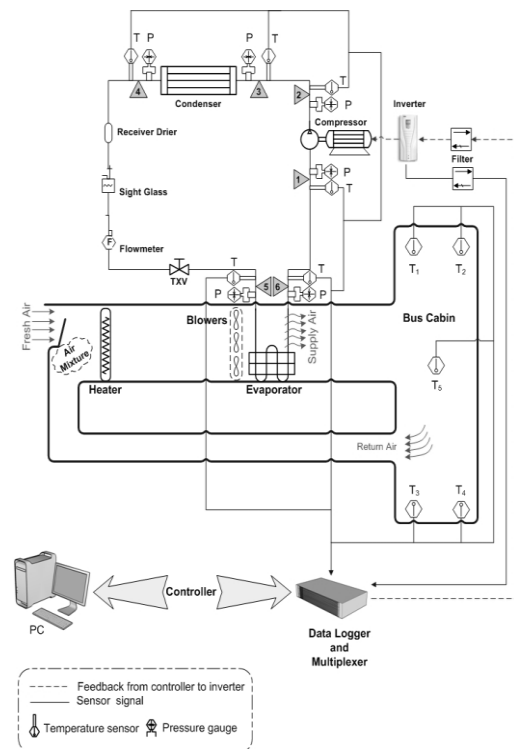 T P P T
4 3 2
T
P
Condenser
Inverter
Compressor
Receiver Drier
Filter
1
P
T
Sight Glass
F
Flowmeter
TXV
T T
5 6
P P
T1 T2
Fresh Air
Blowers
Supply Air
Bus Cabin
Air
Mixture
T5
Heater
Evaporator
Return Air
T3 T4
Controller
PC
Data Logger
and
Multiplexer
Feedback from controller to inverter
Sensor signal
Temperature sensor Pressure gauge